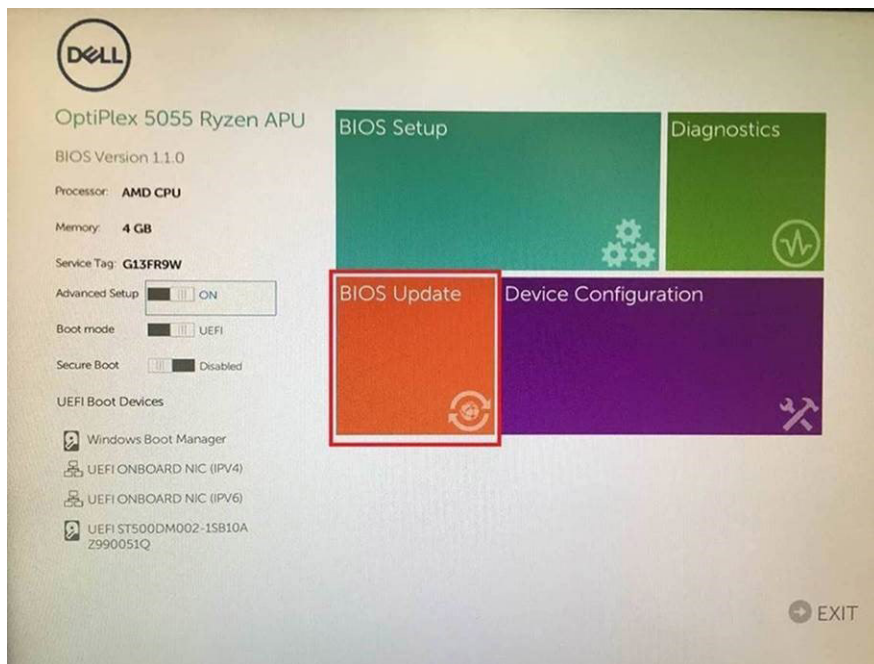 DELL
OptiPlex 5055 Ryzen APU
BIOS Version 1.1.0
Processor: AMD CPU
Memory: 4 GB
Service Tag: G13FR9W
Advanced Setup ON
Boot mode UEFI
Secure Boot Disabled
UEFI Boot Devices
Windows Boot Manager
UEFI ONBOARD NIC (IPV4)
UEFI ONBOARD NIC (IPV6)
UEFI ST500DM002-1SB10A
Z990051Q
BIOS Setup
Diagnostics
BIOS Update
Device Configuration
EXIT